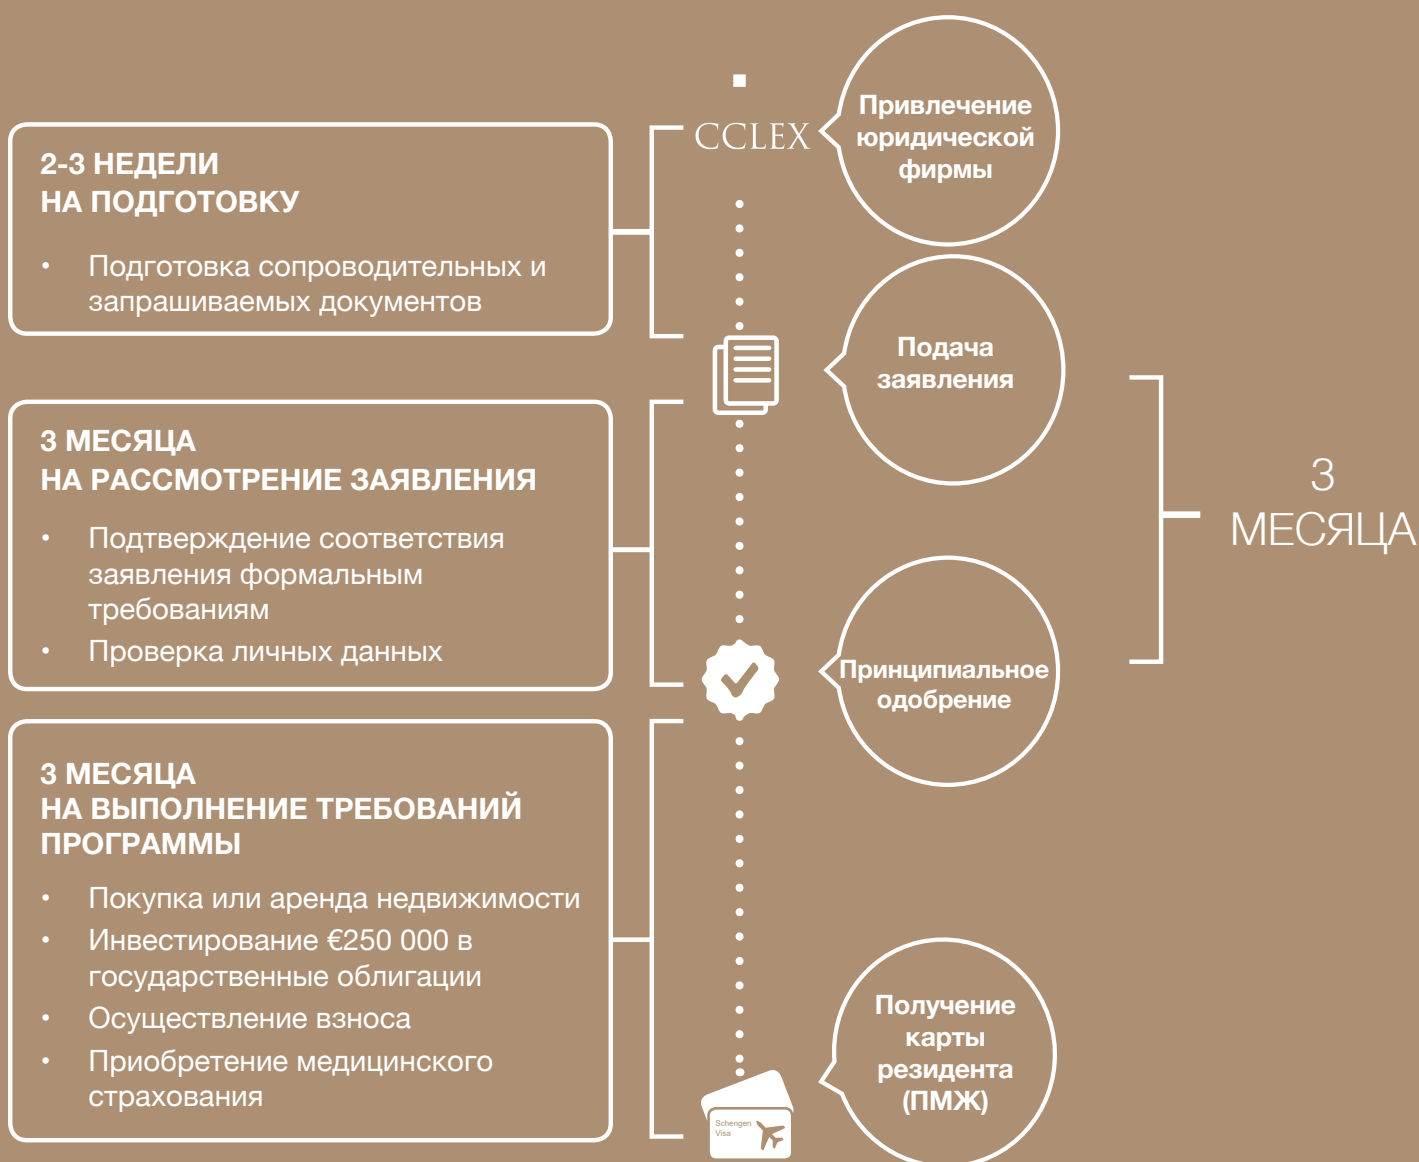 CCLEX
Привлечение
юридической
фирмы
2-3 НЕДЕЛИ
НА ПОДГОТОВКУ
• Подготовка сопроводительных и
запрашиваемых документов
Подача
заявления
3 МЕСЯЦА
НА РАССМОТРЕНИЕ ЗАЯВЛЕНИЯ
• Подтверждение соответствия
заявления формальным
требованиям
• Проверка личных данных
3
МЕСЯЦА
Принципиальное
одобрение
3 МЕСЯЦА
НА ВЫПОЛНЕНИЕ ТРЕБОВАНИЙ
ПРОГРАММЫ
• Покупка или аренда недвижимости
• Инвестирование €250 000 в
государственные облигации
• Осуществление взноса
• Приобретение медицинского
страхования
Получение
карты
резидента
(ПМЖ)
Schengen
Visa